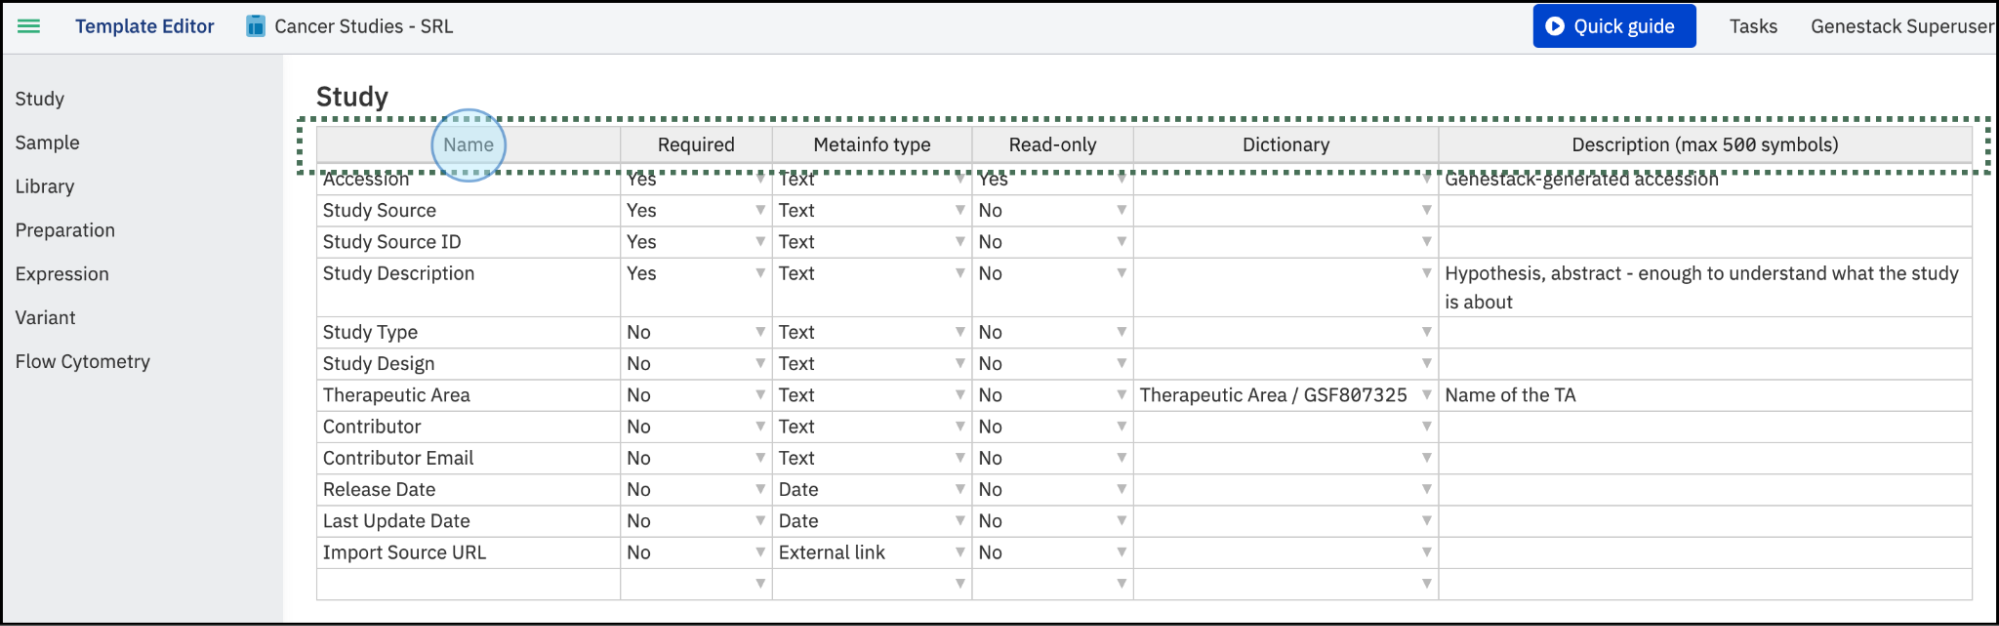 Template Editor Cancer Studies - SRL Quick guide Tasks Genestack Superuser
Study
Sample
Library
Preparation
Expression
Variant
Flow Cytometry
Study
Name Required Metainfo type Read-only Dictionary Description (max 500 symbols)
Accession Yes Text Yes Genestack-generated accession
Study Source Yes Text No
Study Source ID Yes Text No
Study Description Yes Text No Hypothesis, abstract - enough to understand what the study
is about
Study Type No Text No
Study Design No Text No
Therapeutic Area No Text No Therapeutic Area / GSF807325 Name of the TA
Contributor No Text No
Contributor Email No Text No
Release Date No Date No
Last Update Date No Date No
Import Source URL No External link No